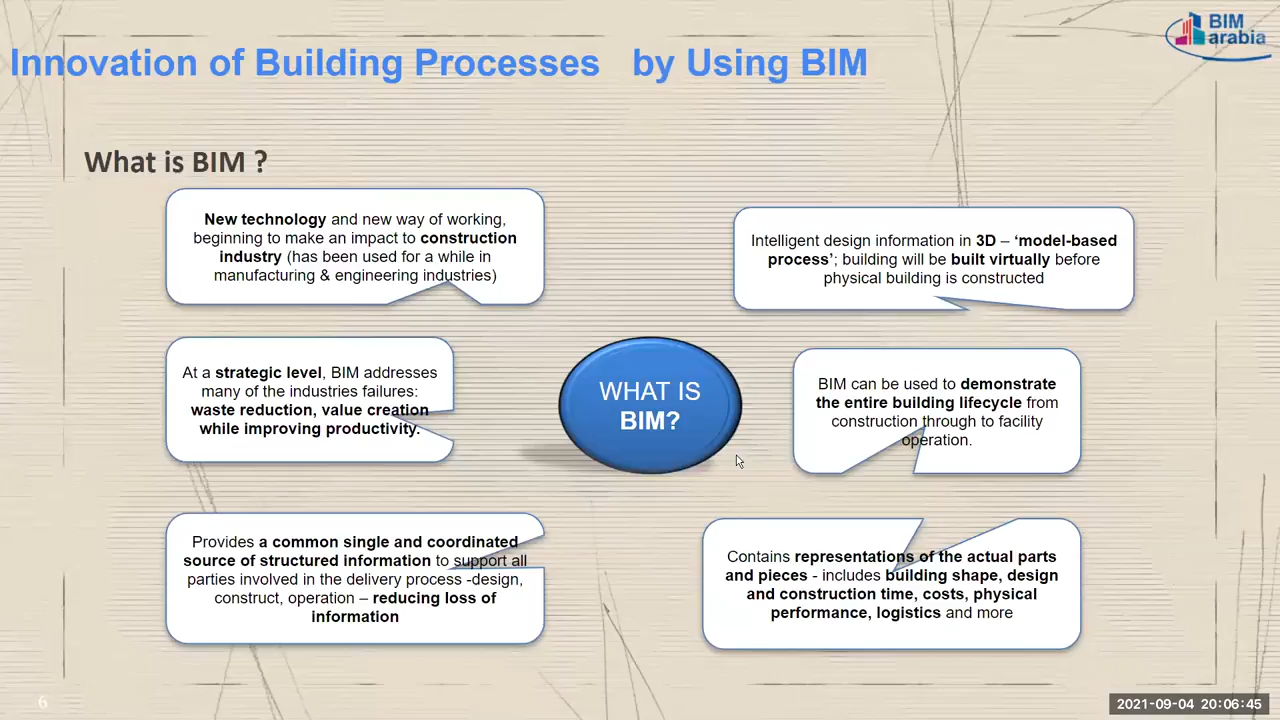 BIM
arabia
Innovation of Building Processes by Using BIM
What is BIM ?
New technology and new way of working,
beginning to make an impact to construction
industry (has been used for a while in
manufacturing & engineering industries)
Intelligent design information in 3D – ‘model-based
process’; building will be built virtually before
physical building is constructed
At a strategic level, BIM addresses
many of the industries failures:
waste reduction, value creation
while improving productivity.
WHAT IS
BIM?
BIM can be used to demonstrate
the entire building lifecycle from
construction through to facility
operation.
Provides a common single and coordinated
source of structured information to support all
parties involved in the delivery process -design,
construct, operation – reducing loss of
information
Contains representations of the actual parts
and pieces - includes building shape, design
and construction time, costs, physical
performance, logistics and more
6
2021-09-04 20:06:45